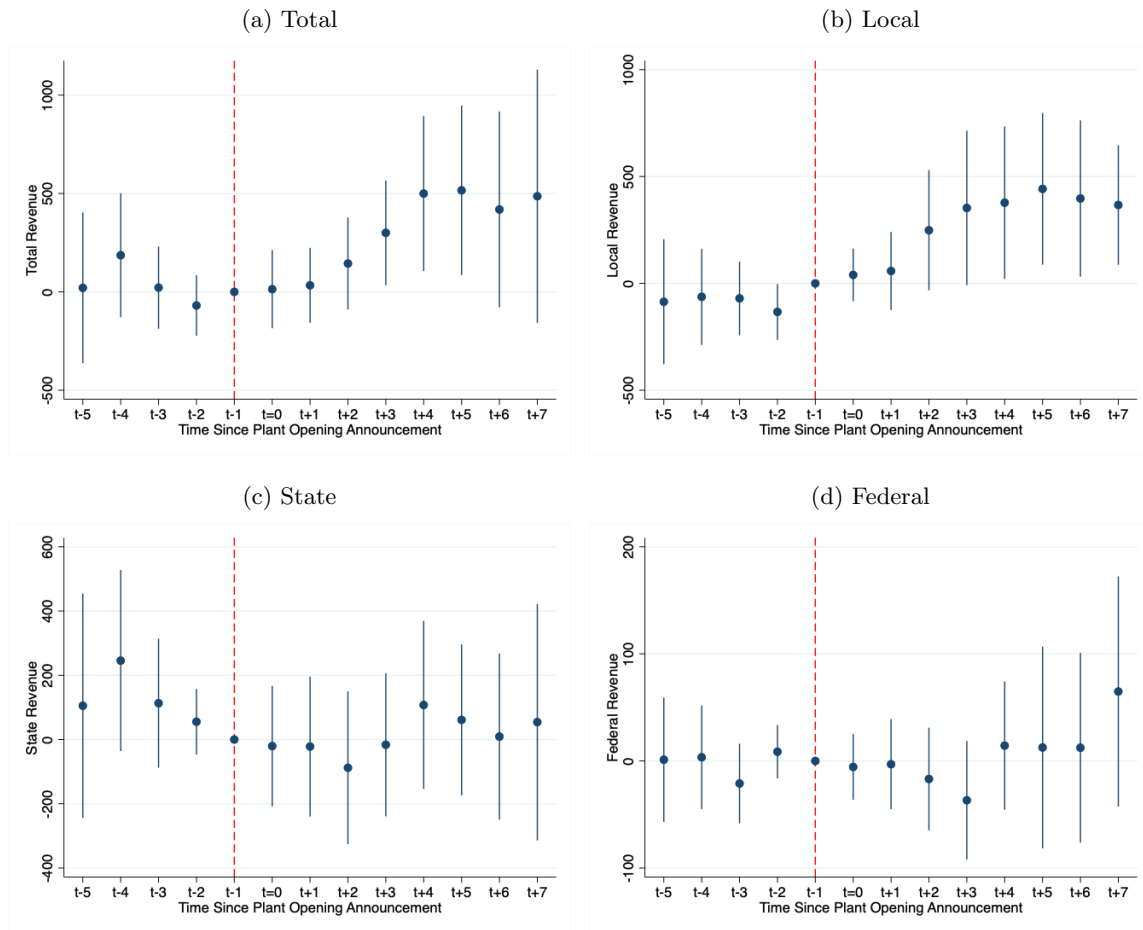 (a) Total
Total Revenue
1000
500
0
-500
t-5 t-4 t-3 t-2 t-1 t=0 t+1 t+2 t+3 t+4 t+5 t+6 t+7
Time Since Plant Opening Announcement
(b) Local
Local Revenue
1000
500
0
-500
t-5 t-4 t-3 t-2 t-1 t=0 t+1 t+2 t+3 t+4 t+5 t+6 t+7
Time Since Plant Opening Announcement
(c) State
State Revenue
600
400
200
0
-200
-400
t-5 t-4 t-3 t-2 t-1 t=0 t+1 t+2 t+3 t+4 t+5 t+6 t+7
Time Since Plant Opening Announcement
(d) Federal
Federal Revenue
200
100
0
-100
t-5 t-4 t-3 t-2 t-1 t=0 t+1 t+2 t+3 t+4 t+5 t+6 t+7
Time Since Plant Opening Announcement